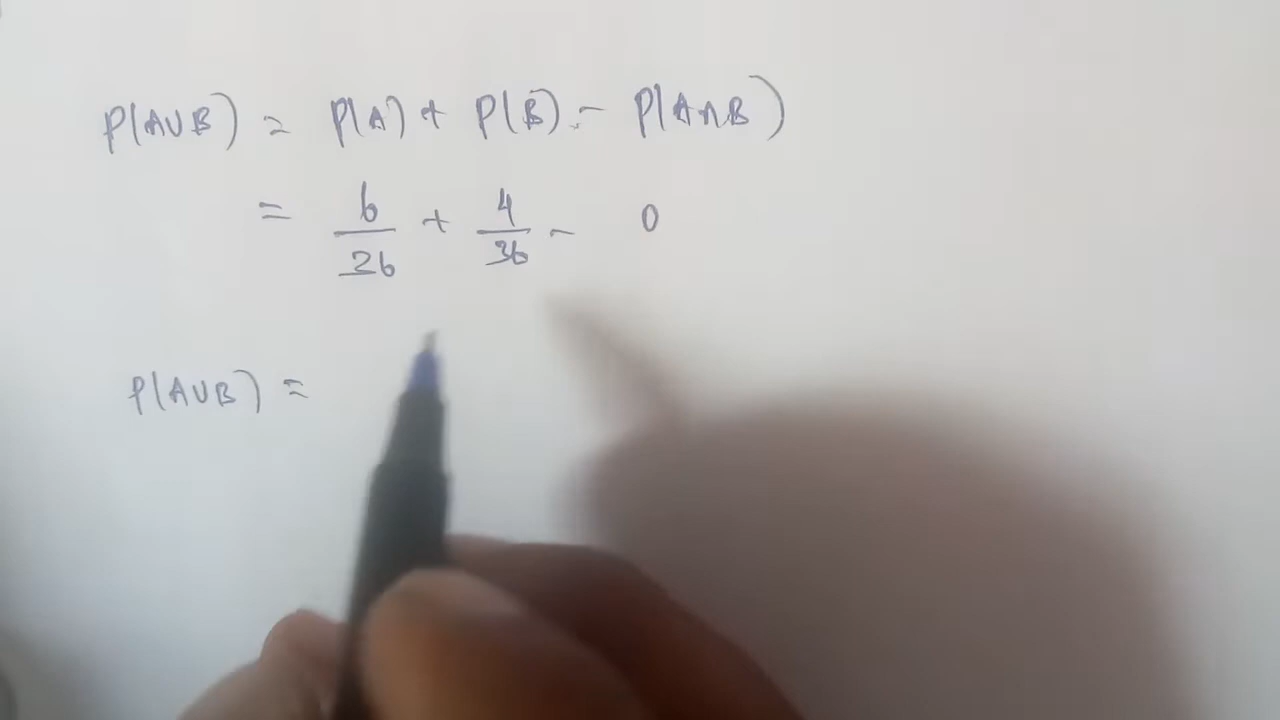 P(A∪B) = P(A) + P(B) - P(A∩B)
= 6/36 + 4/36 - 0
P(A∪B) =